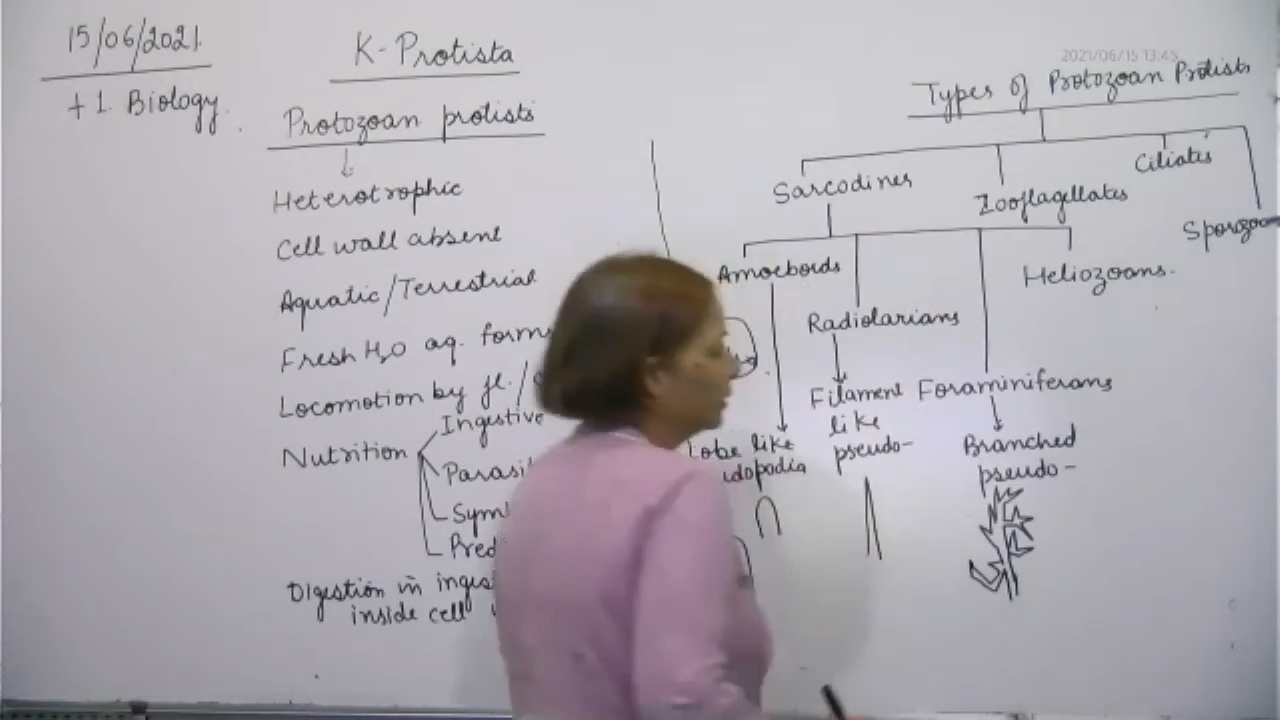 15/06/2021
+1 Biology.
K-Protista
Protozoan protists
Heterotrophic
Cell wall absent
Aquatic/Terrestrial
Fresh H2O aq. form
Locomotion by fl. /
Nutrition
Ingestive
Digestion in
inside cell
2021/06/15 13:45
Types of Protozoan Protists
Sarcodines
Zooflagellates
Ciliates
Amoeboids
Radiolarians
Foraminiferans
Heliozoans.
Lobe like
Filament
like
pseudo-
Branched
pseudo-